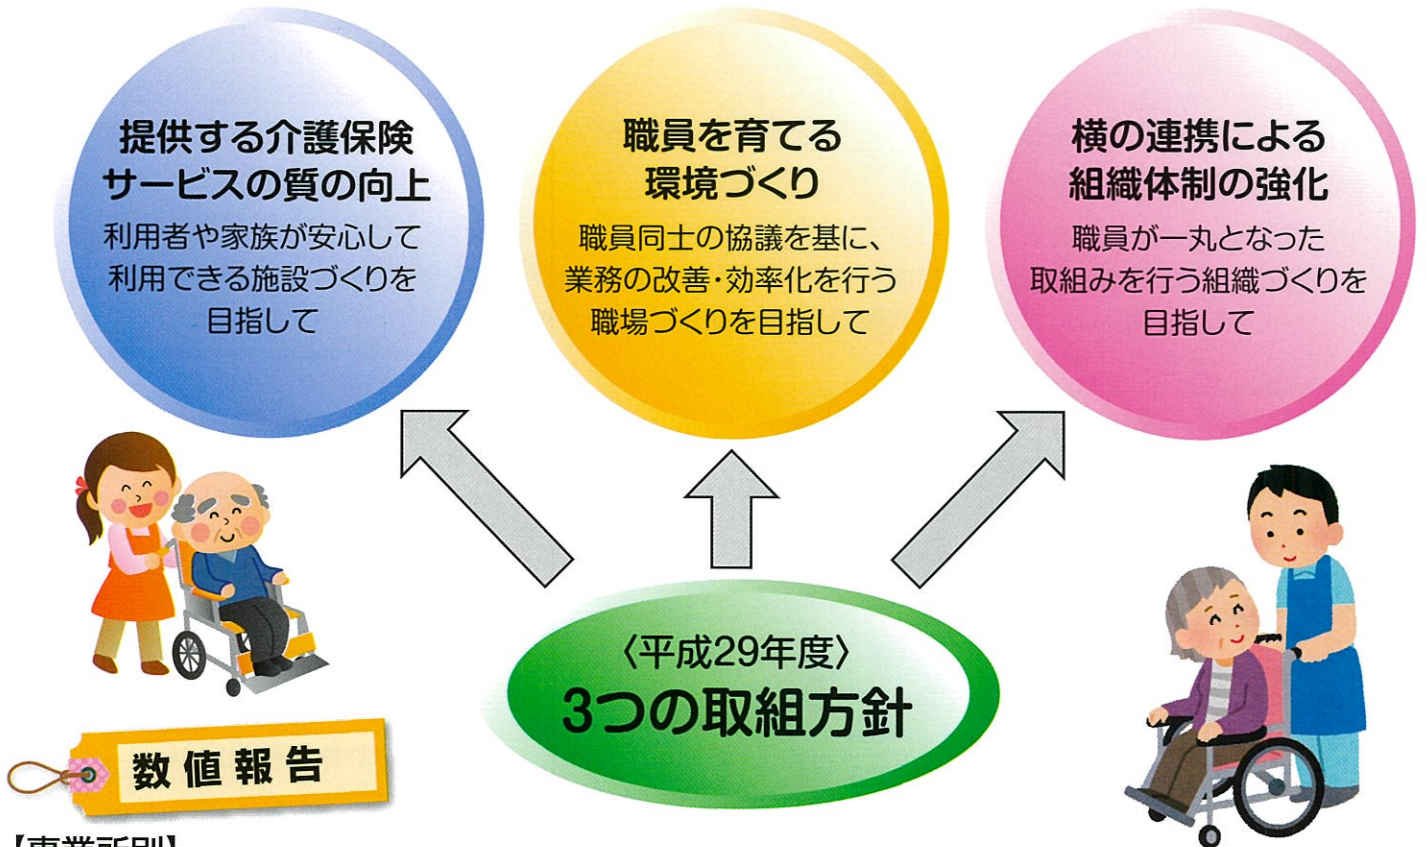 提供する介護保険
サービスの質の向上
利用者や家族が安心して
利用できる施設づくりを
目指して
職員を育てる
環境づくり
職員同士の協議を基に、
業務の改善・効率化を行う
職場づくりを目指して
横の連携による
組織体制の強化
職員が一丸となった
取組みを行う組織づくりを
目指して
〈平成29年度〉
3つの取組方針
数値報告
【事業所別】